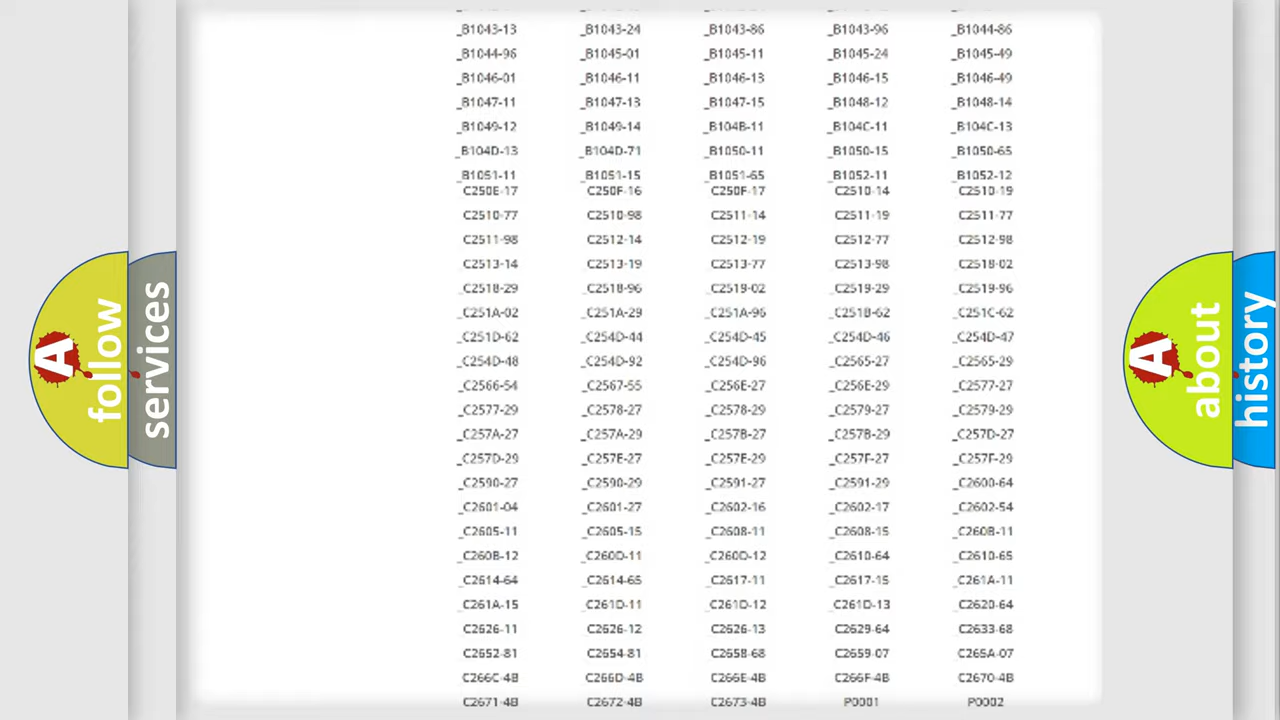 _B1043-13 _B1043-24 _B1043-86 _B1043-96 _B1044-86
_B1044-96 _B1045-01 _B1045-11 _B1045-24 _B1045-49
_B1046-01 _B1046-11 _B1046-13 _B1046-15 _B1046-49
_B1047-11 _B1047-13 _B1047-15 _B1048-12 _B1048-14
_B1049-12 _B1049-14 _B104B-11 _B104C-11 _B104C-13
_B104D-13 _B104D-71 _B1050-11 _B1050-15 _B1050-65
_B1051-11 _B1051-15 _B1051-65 _B1052-11 _B1052-12
C250E-17 C250F-16 C250F-17 C2510-14 C2510-19
C2510-77 C2510-98 C2511-14 C2511-19 C2511-77
C2511-98 C2512-14 C2512-19 C2512-77 C2512-98
C2513-14 C2513-19 C2513-77 C2513-98 C2518-02
_C2518-29 _C2518-96 _C2519-02 _C2519-29 _C2519-96
_C251A-02 _C251A-29 _C251A-96 _C251B-62 _C251C-62
_C251D-62 _C254D-44 _C254D-45 _C254D-46 _C254D-47
_C254D-48 _C254D-92 _C254D-96 _C2565-27 _C2565-29
_C2566-54 _C2567-55 _C256E-27 _C256E-29 _C2577-27
_C2577-29 _C2578-27 _C2578-29 _C2579-27 _C2579-29
_C257A-27 _C257A-29 _C257B-27 _C257B-29 _C257D-27
_C257D-29 _C257E-27 _C257E-29 _C257F-27 _C257F-29
_C2590-27 _C2590-29 _C2591-27 _C2591-29 _C2600-64
_C2601-04 _C2601-27 _C2602-16 _C2602-17 _C2602-54
_C2605-11 _C2605-15 _C2608-11 _C2608-15 _C260B-11
_C260B-12 _C260D-11 _C260D-12 _C2610-64 _C2610-65
_C2614-64 _C2614-65 _C2617-11 _C2617-15 _C261A-11
_C261A-15 _C261D-11 _C261D-12 _C261D-13 _C2620-64
C2626-11 C2626-12 C2626-13 C2629-64 C2633-68
C2652-81 C2654-81 C2658-68 C2659-07 C265A-07
C266C-4B C266D-4B C266E-4B C266F-4B C2670-4B
C2671-4B C2672-4B C2673-4B P0001 P0002
A follow
services
A about
history